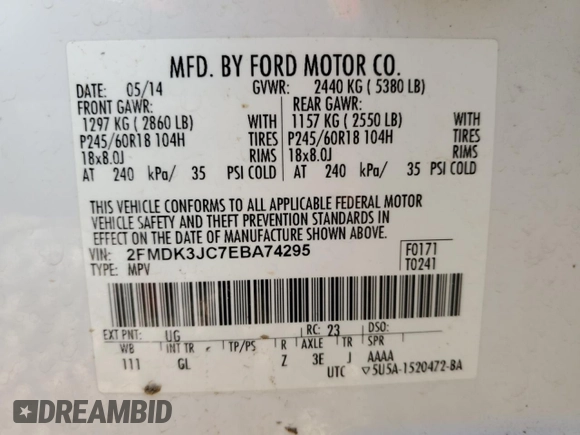 MFD. BY FORD MOTOR CO.
DATE: 05/14 GVWR: 2440 KG ( 5380 LB)
FRONT GAWR: REAR GAWR:
1297 KG ( 2860 LB) WITH 1157 KG ( 2550 LB) WITH
P245/60R18 104H TIRES P245/60R18 104H TIRES
18x8.0J RIMS 18x8.0J RIMS
AT 240 kPa/ 35 PSI COLD AT 240 kPa/ 35 PSI COLD
THIS VEHICLE CONFORMS TO ALL APPLICABLE FEDERAL MOTOR
VEHICLE SAFETY AND THEFT PREVENTION STANDARDS IN
EFFECT ON THE DATE OF MANUFACTURE SHOWN ABOVE.
VIN: 2FMDK3JC7EBA74295 F0171
TYPE: MPV T0241
EXT PNT: UG RC: 23 DSO:
WB INT TR TP/PS R AXLE TR SPR
111 GL Z 3E J AAAA
UTC ▽5U5A-1520472-BA
DREAMBID